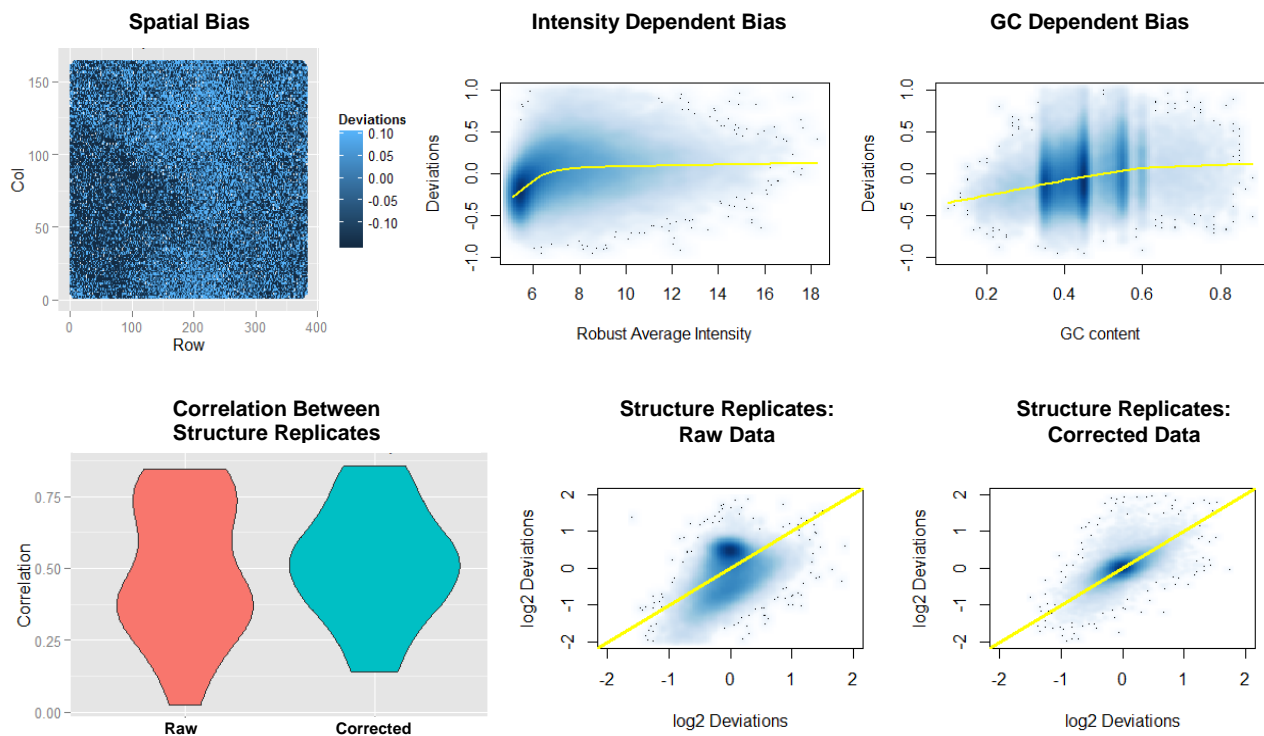 Spatial Bias
Col
150
100
50
0
0 100 200 300 400
Row
Deviations
0.10
0.05
0.00
-0.05
-0.10
Intensity Dependent Bias
Deviations
1.0
0.5
0.0
-0.5
-1.0
6 8 10 12 14 16 18
Robust Average Intensity
GC Dependent Bias
Deviations
1.0
0.5
0.0
-0.5
-1.0
0.2 0.4 0.6 0.8
GC content
Correlation Between
Structure Replicates
Correlation
0.75
0.50
0.25
0.00
Raw Corrected
Structure Replicates:
Raw Data
log2 Deviations
2
1
0
-1
-2
-2 -1 0 1 2
log2 Deviations
Structure Replicates:
Corrected Data
log2 Deviations
2
1
0
-1
-2
-2 -1 0 1 2
log2 Deviations